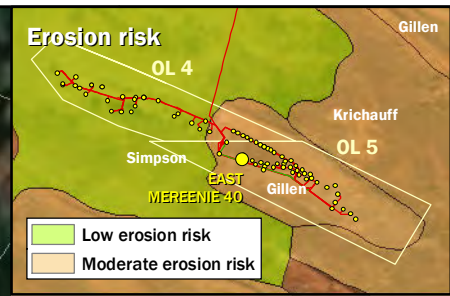 Erosion risk
Gillen
OL 4
Krichauff
OL 5
Simpson
EAST
MEREENIE 40
Gillen
Low erosion risk
Moderate erosion risk